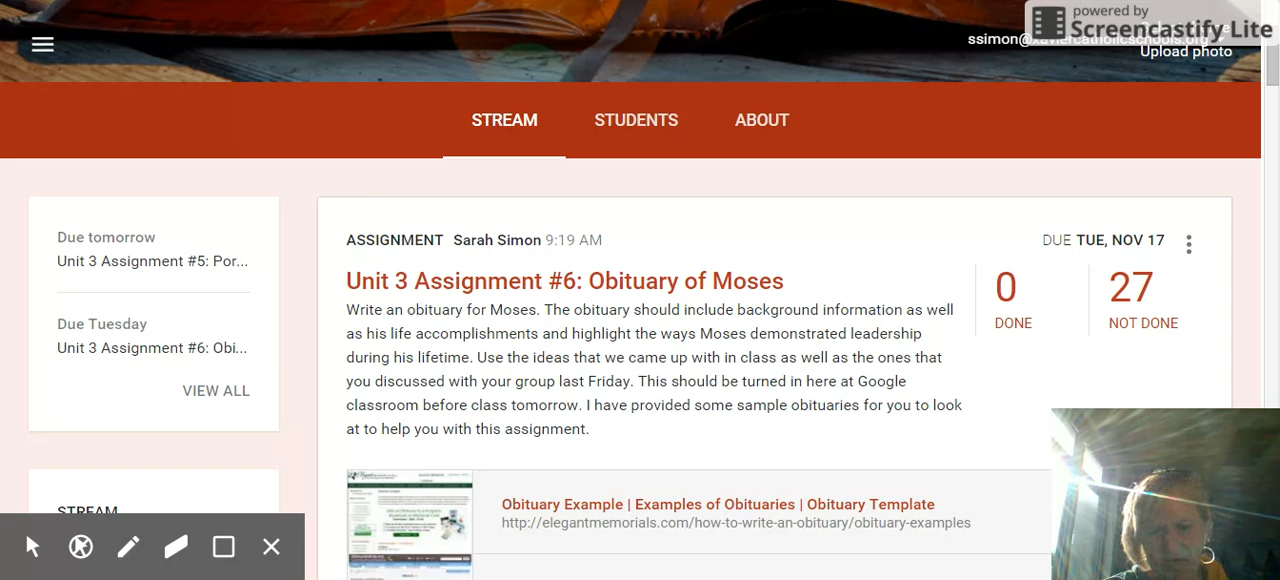 powered by
Screencastify Lite
ssimon@xaviercatholicschools.org
Upload photo
STREAM
STUDENTS
ABOUT
Due tomorrow
Unit 3 Assignment #5: Por...
Due Tuesday
Unit 3 Assignment #6: Obi...
VIEW ALL
STREAM
ASSIGNMENT Sarah Simon 9:19 AM
DUE TUE, NOV 17
Unit 3 Assignment #6: Obituary of Moses
Write an obituary for Moses. The obituary should include background information as well
as his life accomplishments and highlight the ways Moses demonstrated leadership
during his lifetime. Use the ideas that we came up with in class as well as the ones that
you discussed with your group last Friday. This should be turned in here at Google
classroom before class tomorrow. I have provided some sample obituaries for you to look
at to help you with this assignment.
0
DONE
27
NOT DONE
Obituary Example | Examples of Obituaries | Obituary Template
http://elegantmemorials.com/how-to-write-an-obituary/obituary-examples